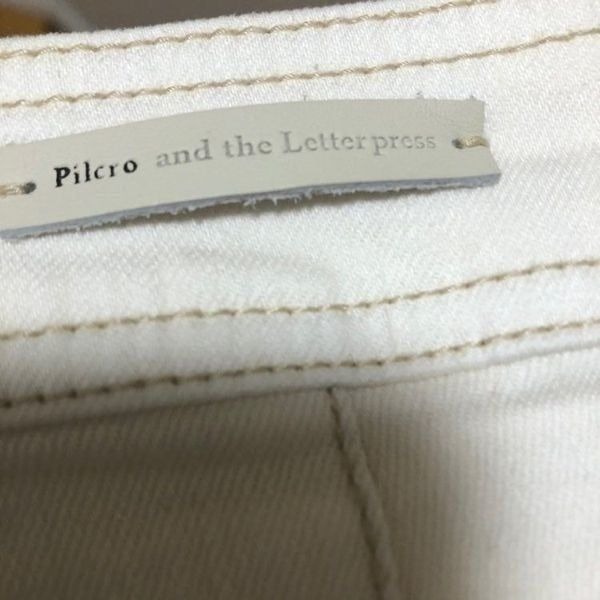 Pilcro and the Letterpress